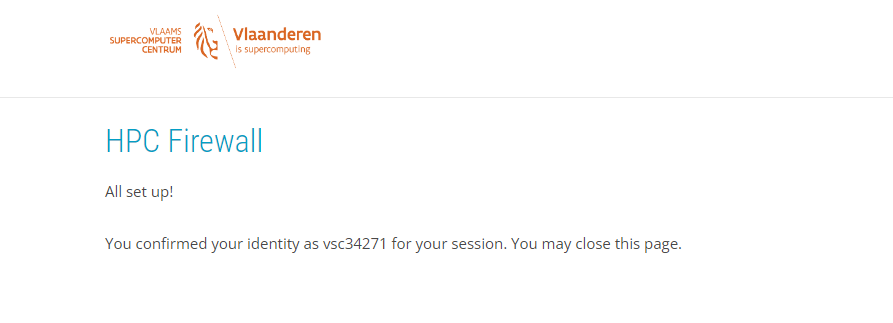 VLAAMS
SUPERCOMPUTER
CENTRUM
Vlaanderen
is supercomputing
HPC Firewall
All set up!
You confirmed your identity as vsc34271 for your session. You may close this page.